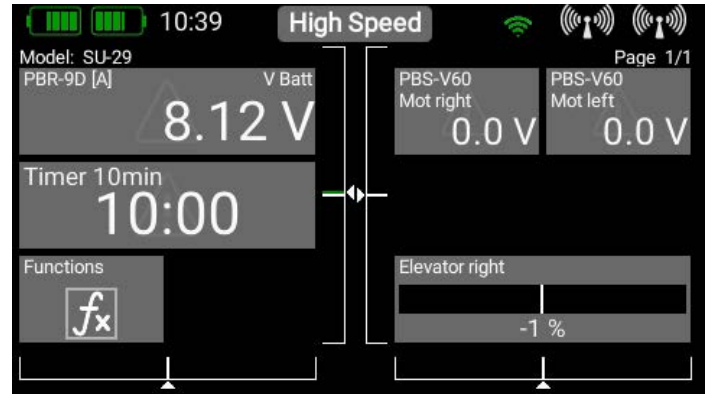 10:39 High Speed
Model: SU-29 Page 1/1
PBR-9D [A] V Batt
8.12 V
PBS-V60
Mot right
0.0 V
PBS-V60
Mot left
0.0 V
Timer 10min
10:00
Functions
fx
Elevator right
-1 %